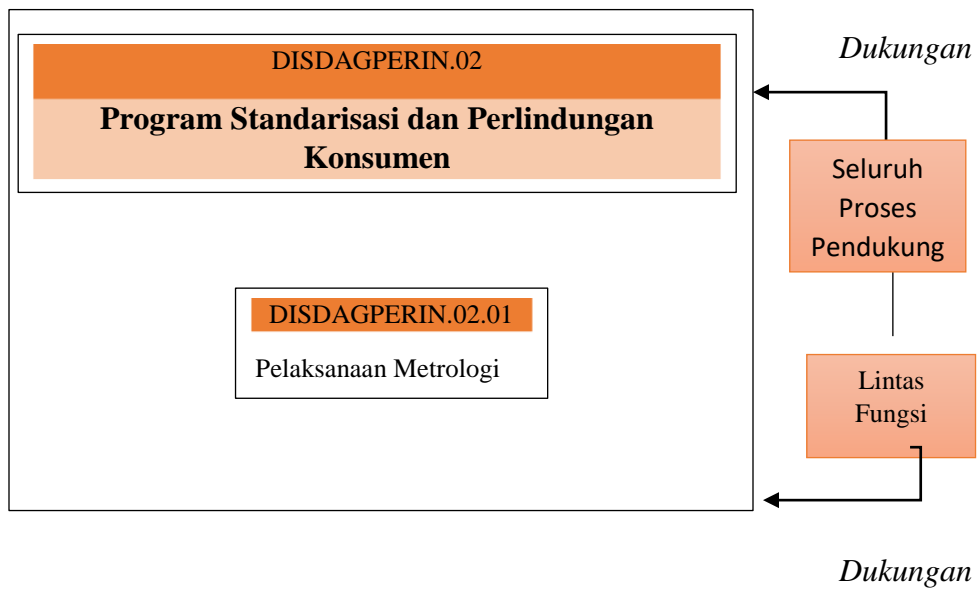 Dukungan
DISDAGPERIN.02
Program Standarisasi dan Perlindungan
Konsumen
Seluruh
Proses
Pendukung
DISDAGPERIN.02.01
Pelaksanaan Metrologi
Lintas
Fungsi
Dukungan